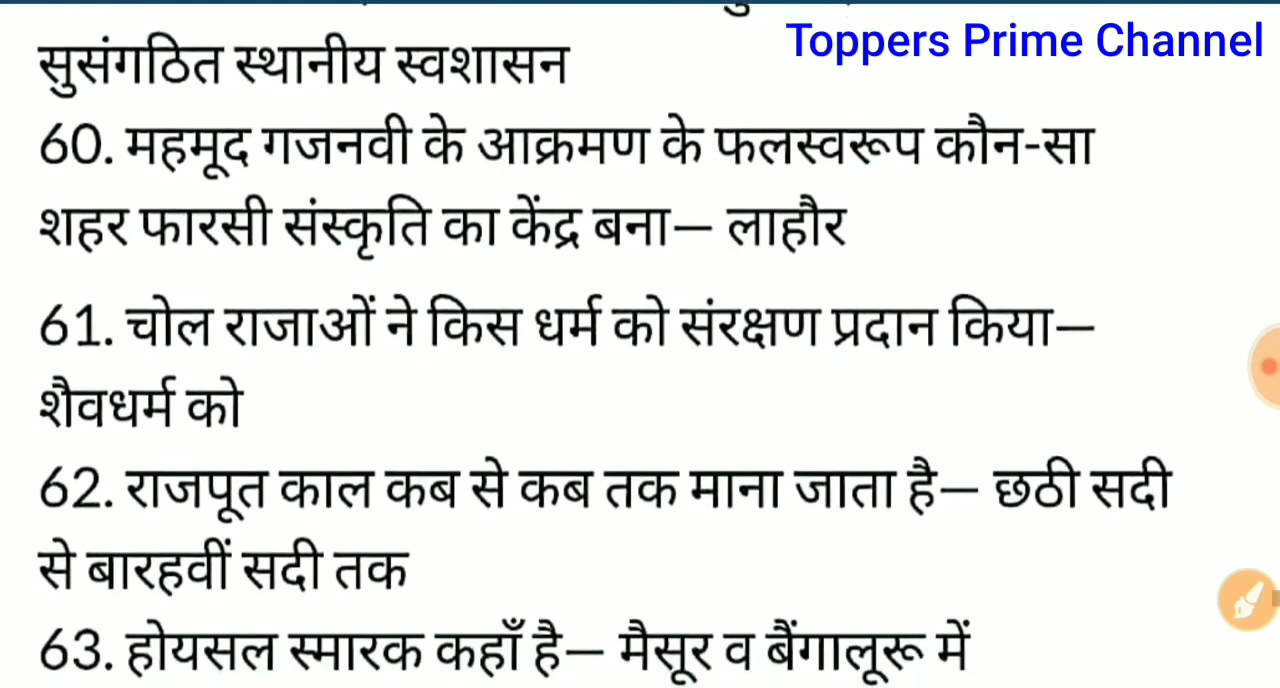 Toppers Prime Channel
सुसंगठित स्थानीय स्वशासन
60. महमूद गजनवी के आक्रमण के फलस्वरूप कौन-सा
शहर फारसी संस्कृति का केंद्र बना— लाहौर
61. चोल राजाओं ने किस धर्म को संरक्षण प्रदान किया—
शैवधर्म को
62. राजपूत काल कब से कब तक माना जाता है— छठी सदी
से बारहवीं सदी तक
63. होयसल स्मारक कहाँ है— मैसूर व बैंगालूरू में